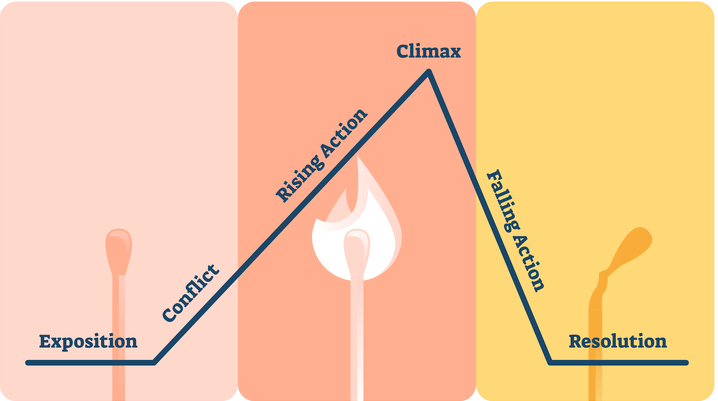 Exposition
Conflict
Rising Action
Climax
Falling Action
Resolution